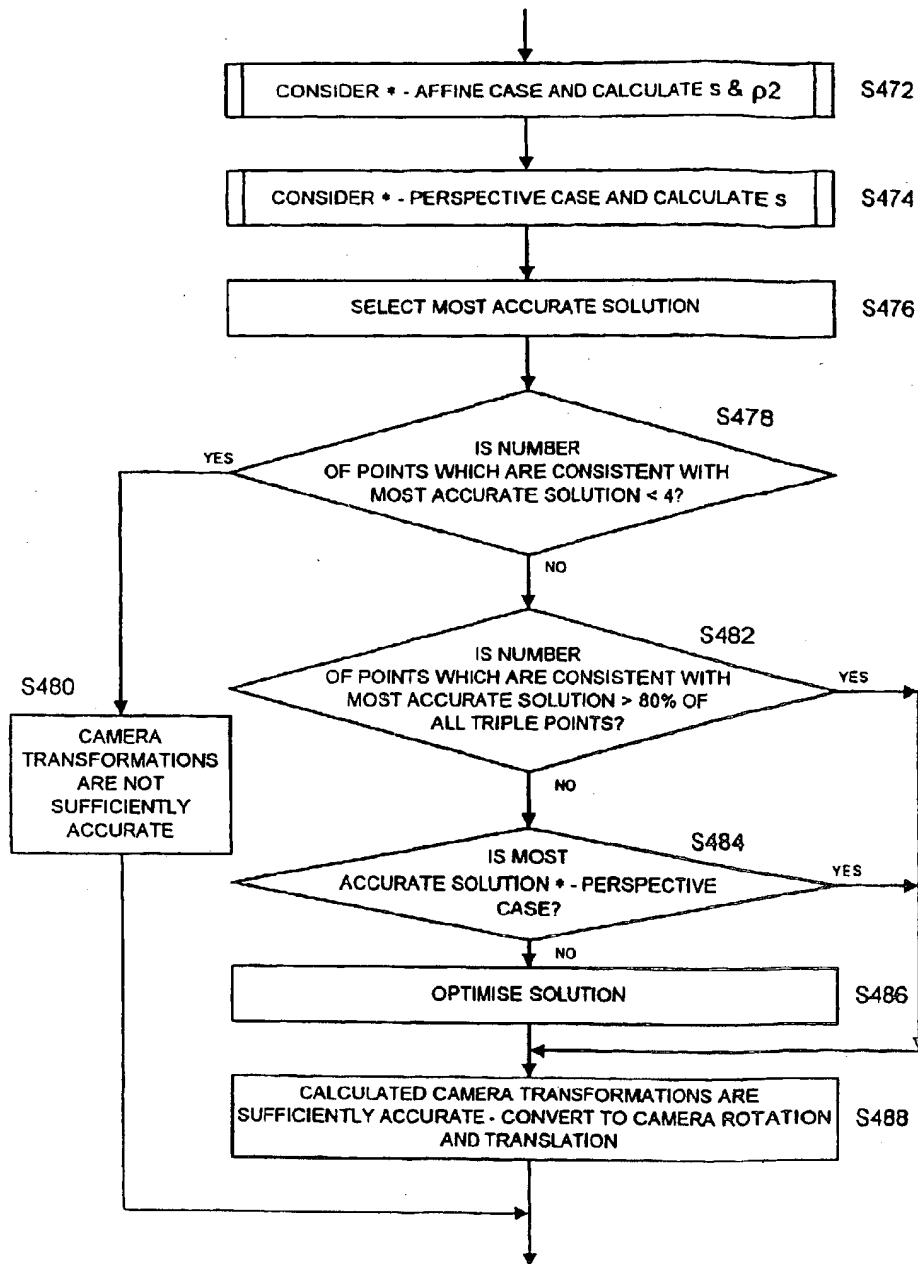 CONSIDER * - AFFINE CASE AND CALCULATE s & ρ2
S472
CONSIDER * - PERSPECTIVE CASE AND CALCULATE s
S474
SELECT MOST ACCURATE SOLUTION
S476
S478
IS NUMBER
OF POINTS WHICH ARE CONSISTENT WITH
MOST ACCURATE SOLUTION < 4?
YES
NO
S482
IS NUMBER
OF POINTS WHICH ARE CONSISTENT WITH
MOST ACCURATE SOLUTION > 80% OF
ALL TRIPLE POINTS?
YES
NO
S480
CAMERA
TRANSFORMATIONS
ARE NOT
SUFFICIENTLY
ACCURATE
S484
IS MOST
ACCURATE SOLUTION * - PERSPECTIVE
CASE?
YES
NO
OPTIMISE SOLUTION
S486
CALCULATED CAMERA TRANSFORMATIONS ARE
SUFFICIENTLY ACCURATE - CONVERT TO CAMERA ROTATION
AND TRANSLATION
S488